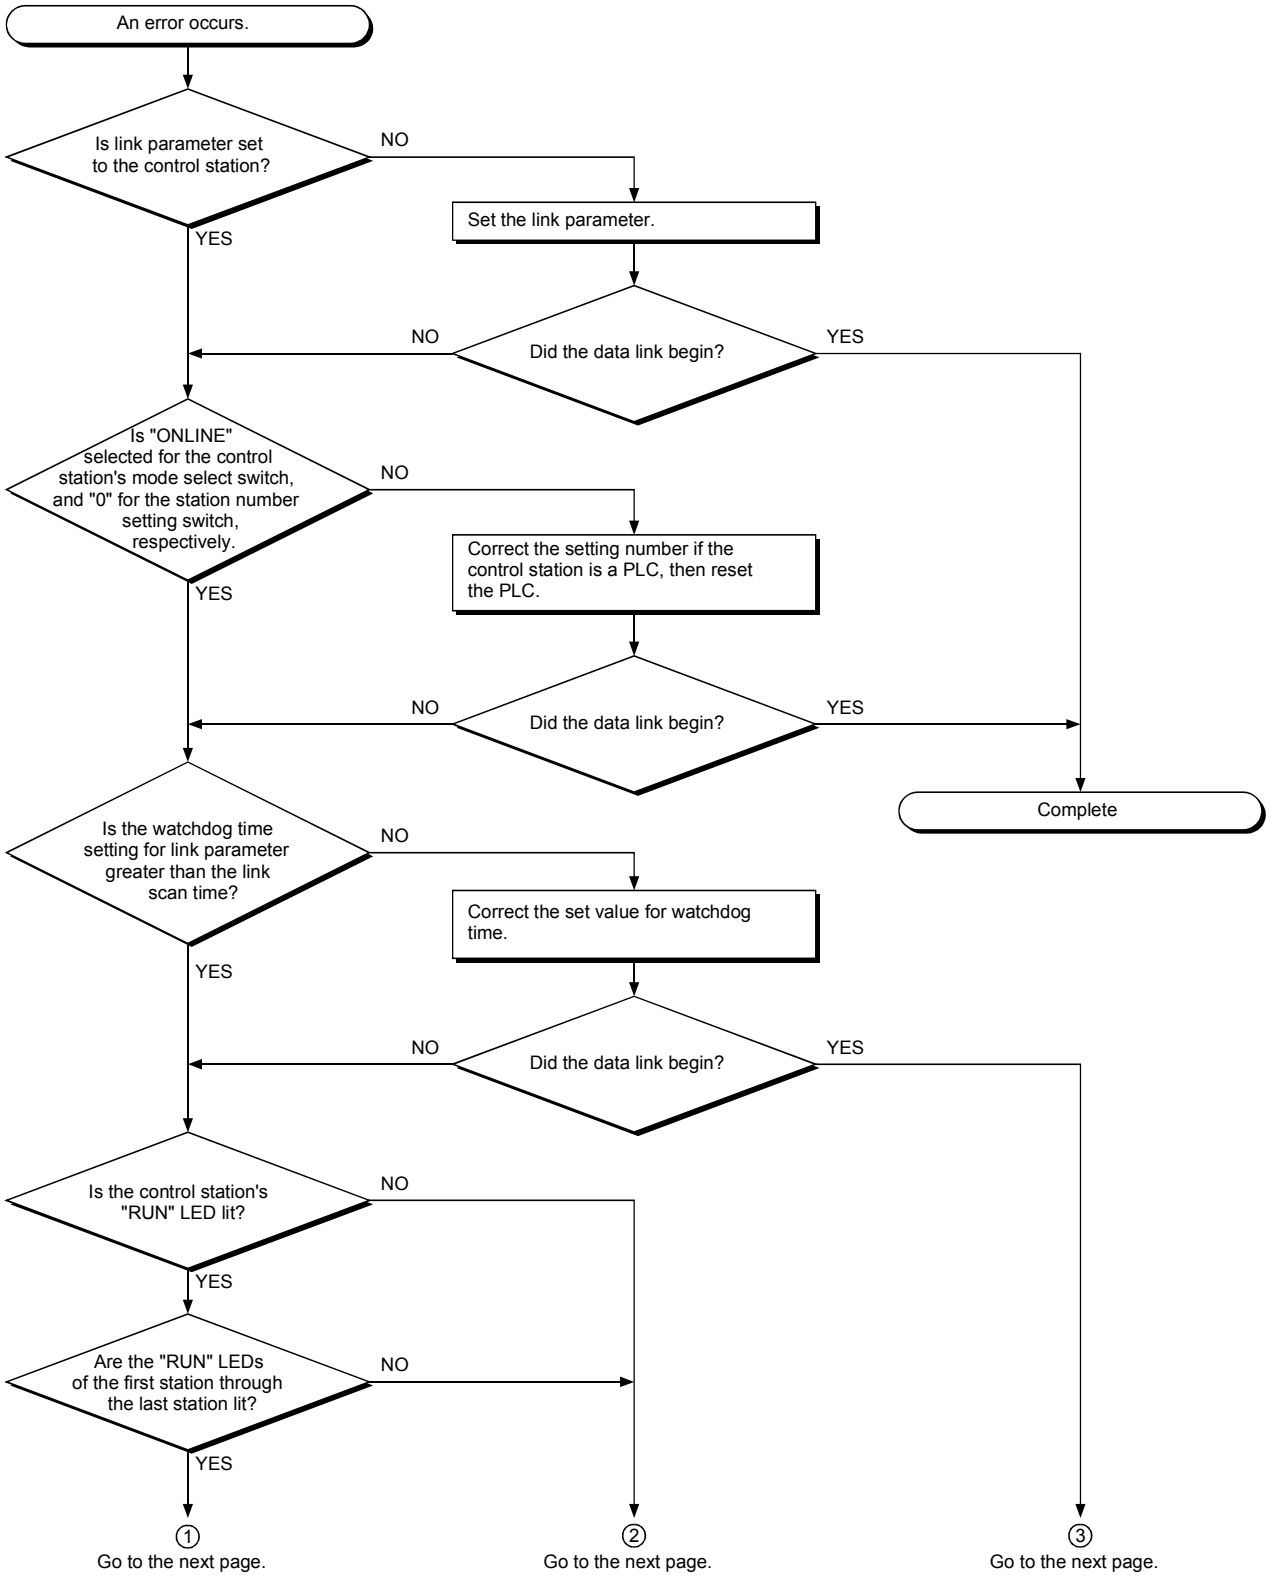 An error occurs.
Is link parameter set
to the control station?
NO
YES
Set the link parameter.
Did the data link begin?
NO
YES
Is "ONLINE"
selected for the control
station's mode select switch,
and "0" for the station number
setting switch,
respectively.
NO
YES
Correct the setting number if the
control station is a PLC, then reset
the PLC.
Did the data link begin?
NO
YES
Complete
Is the watchdog time
setting for link parameter
greater than the link
scan time?
NO
YES
Correct the set value for watchdog
time.
Did the data link begin?
NO
YES
Is the control station's
"RUN" LED lit?
NO
YES
Are the "RUN" LEDs
of the first station through
the last station lit?
NO
YES
①
Go to the next page.
②
Go to the next page.
③
Go to the next page.